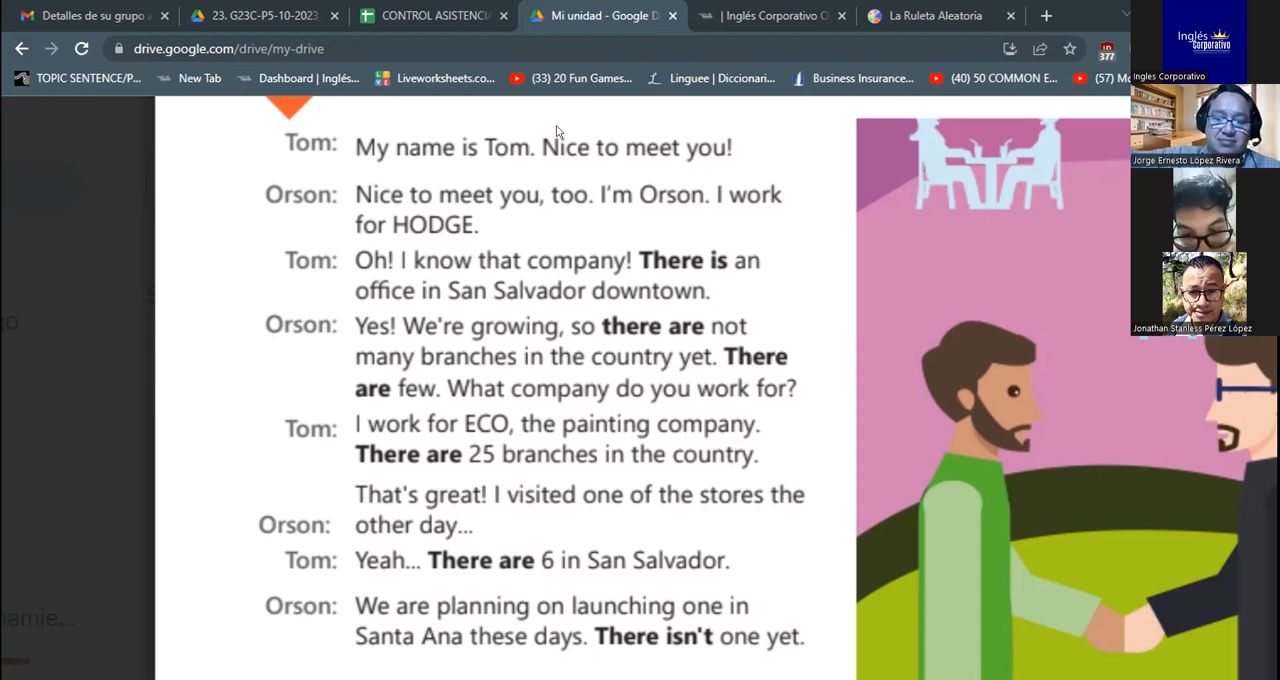 Detalles de su grupo a
23. G23C-P5-10-2023_
CONTROL ASISTENCI
Mi unidad - Google D
| Inglés Corporativo O
La Ruleta Aleatoria
drive.google.com/drive/my-drive
377
TOPIC SENTENCE/P...
New Tab
Dashboard | Inglés...
Liveworksheets.co...
(33) 20 Fun Games...
Linguee | Diccionari...
Business Insurance...
(40) 50 COMMON E...
(57) M
Inglés
Corporativo
Ingles Corporativo
Jorge Ernesto López Rivera
Jonathan Stanless Pérez López
Tom: My name is Tom. Nice to meet you!
Orson: Nice to meet you, too. I'm Orson. I work
for HODGE.
Tom: Oh! I know that company! There is an
office in San Salvador downtown.
Orson: Yes! We're growing, so there are not
many branches in the country yet. There
are few. What company do you work for?
Tom: I work for ECO, the painting company.
There are 25 branches in the country.
That's great! I visited one of the stores the
Orson: other day...
Tom: Yeah... There are 6 in San Salvador.
Orson: We are planning on launching one in
Santa Ana these days. There isn't one yet.
go
namie...